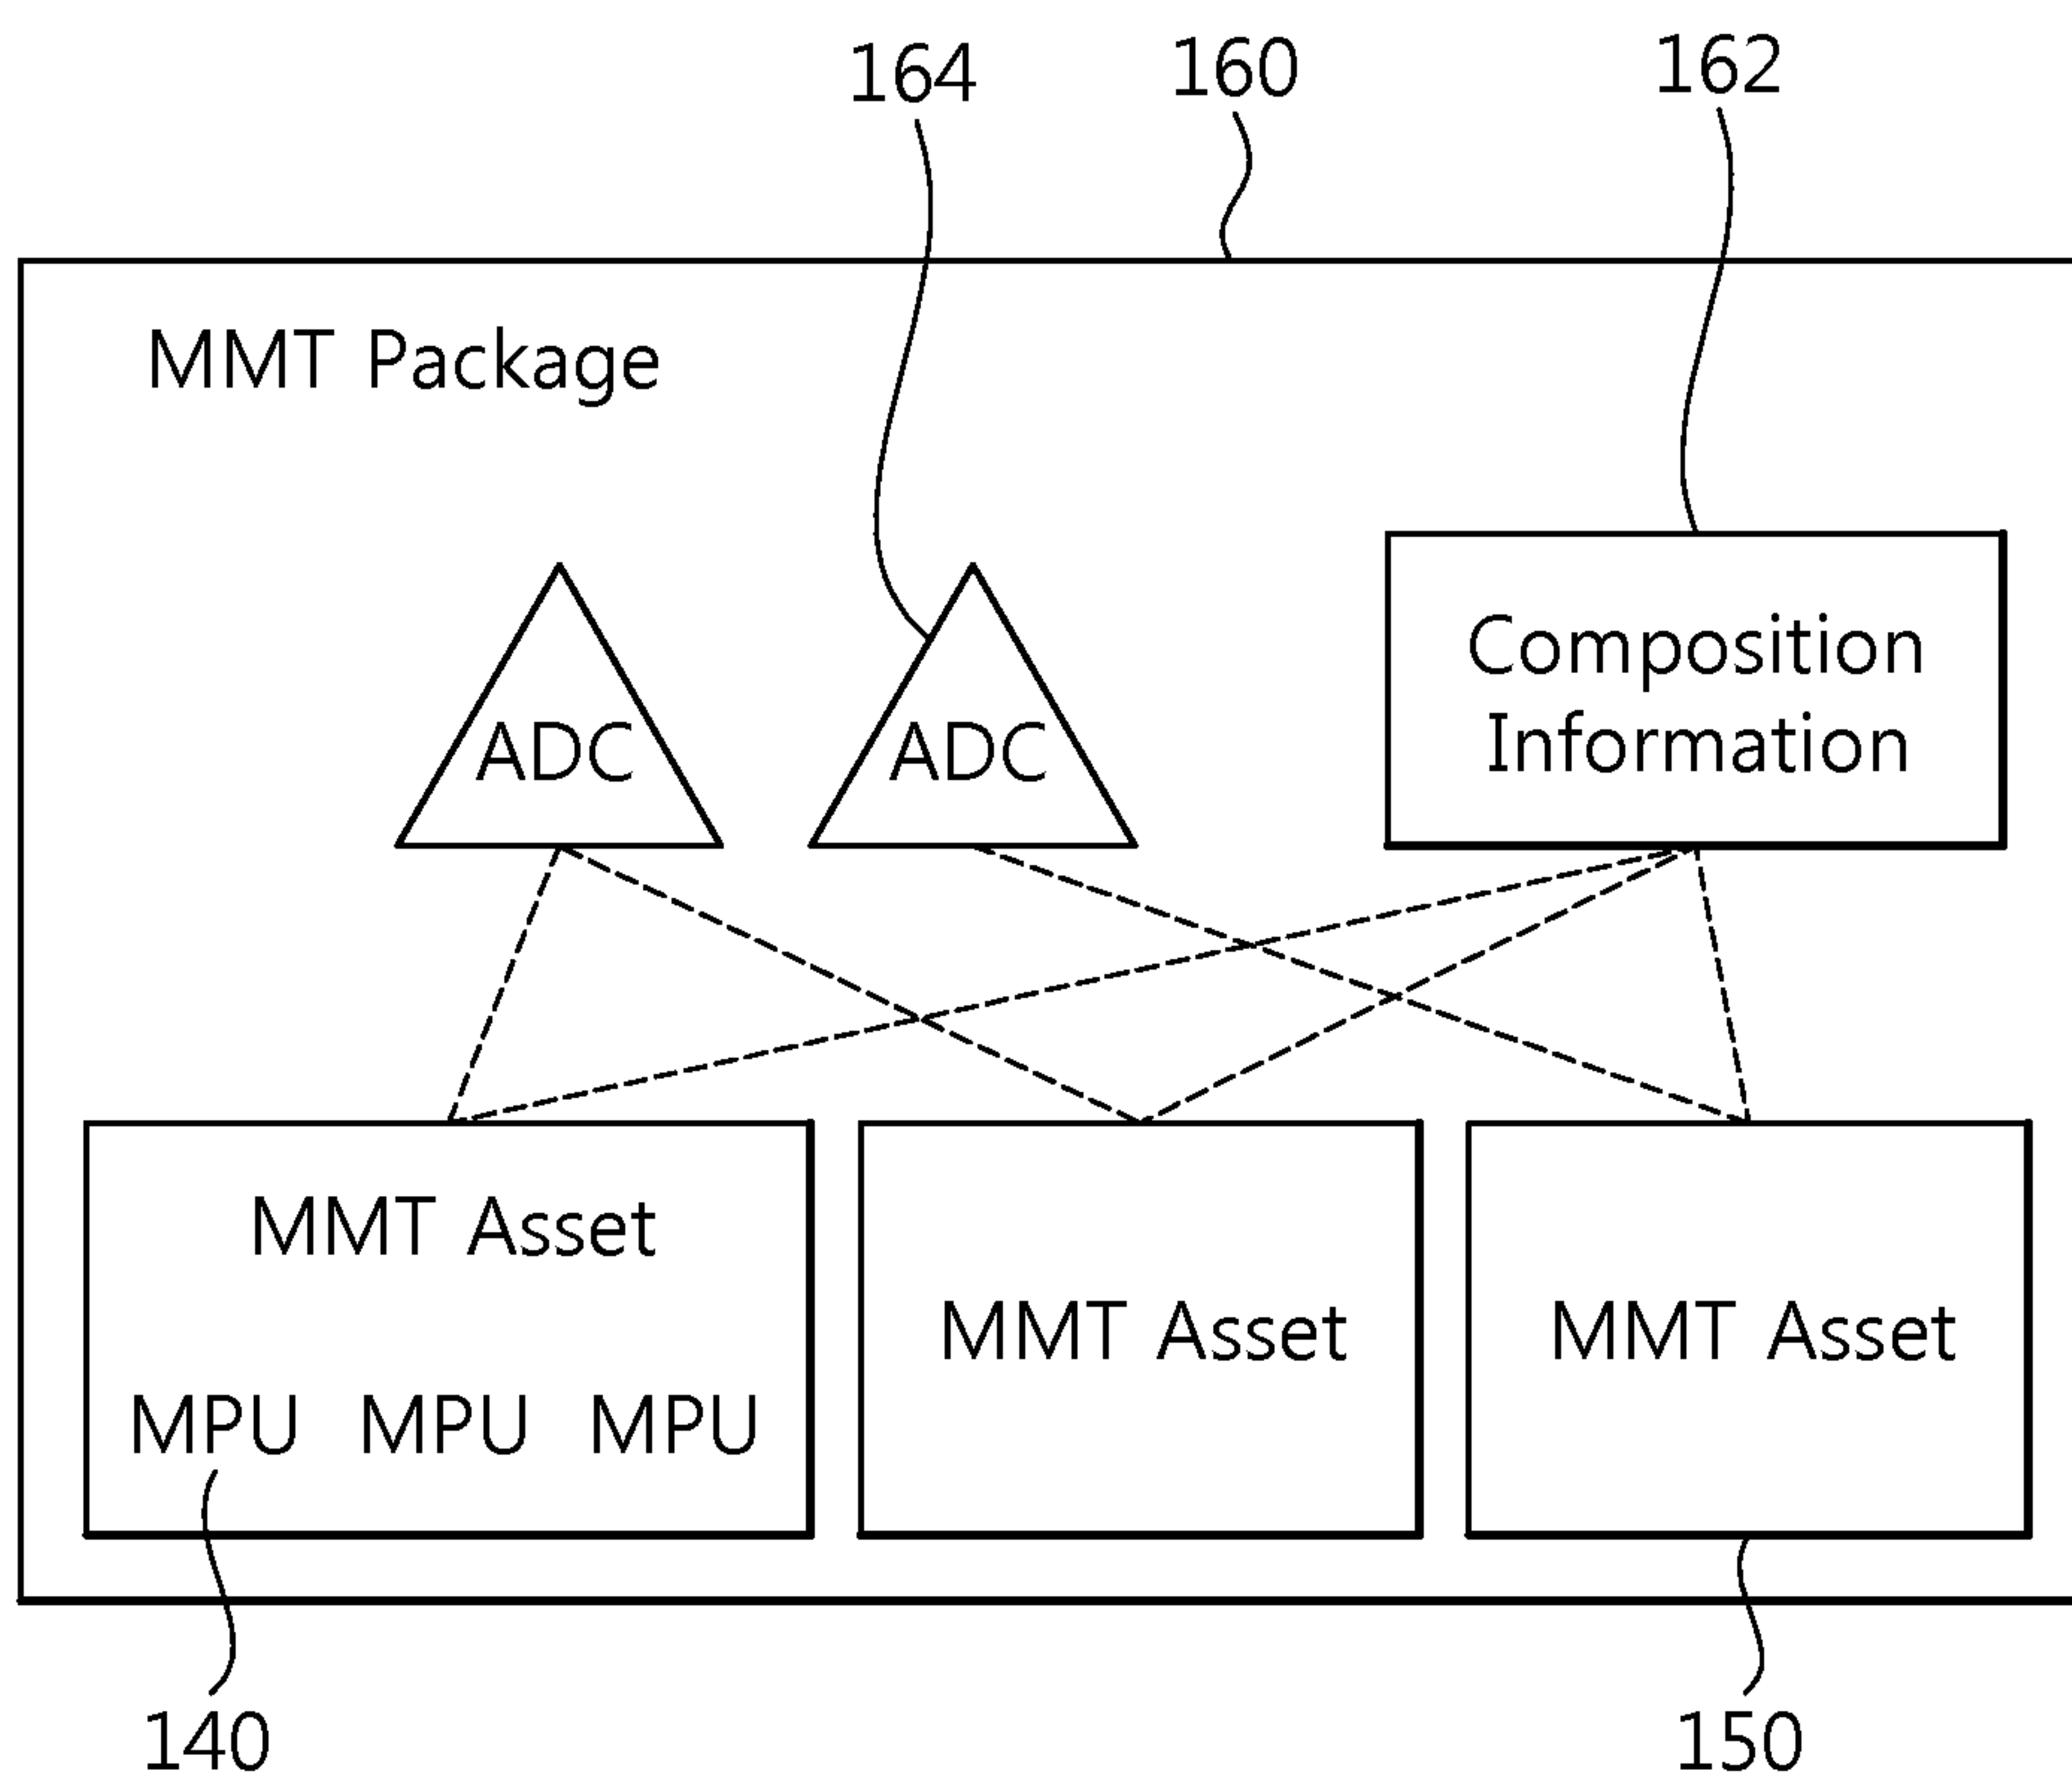 164 160 162
MMT Package
ADC ADC
Composition
Information
MMT Asset
MPU MPU MPU
MMT Asset
MMT Asset
140 150